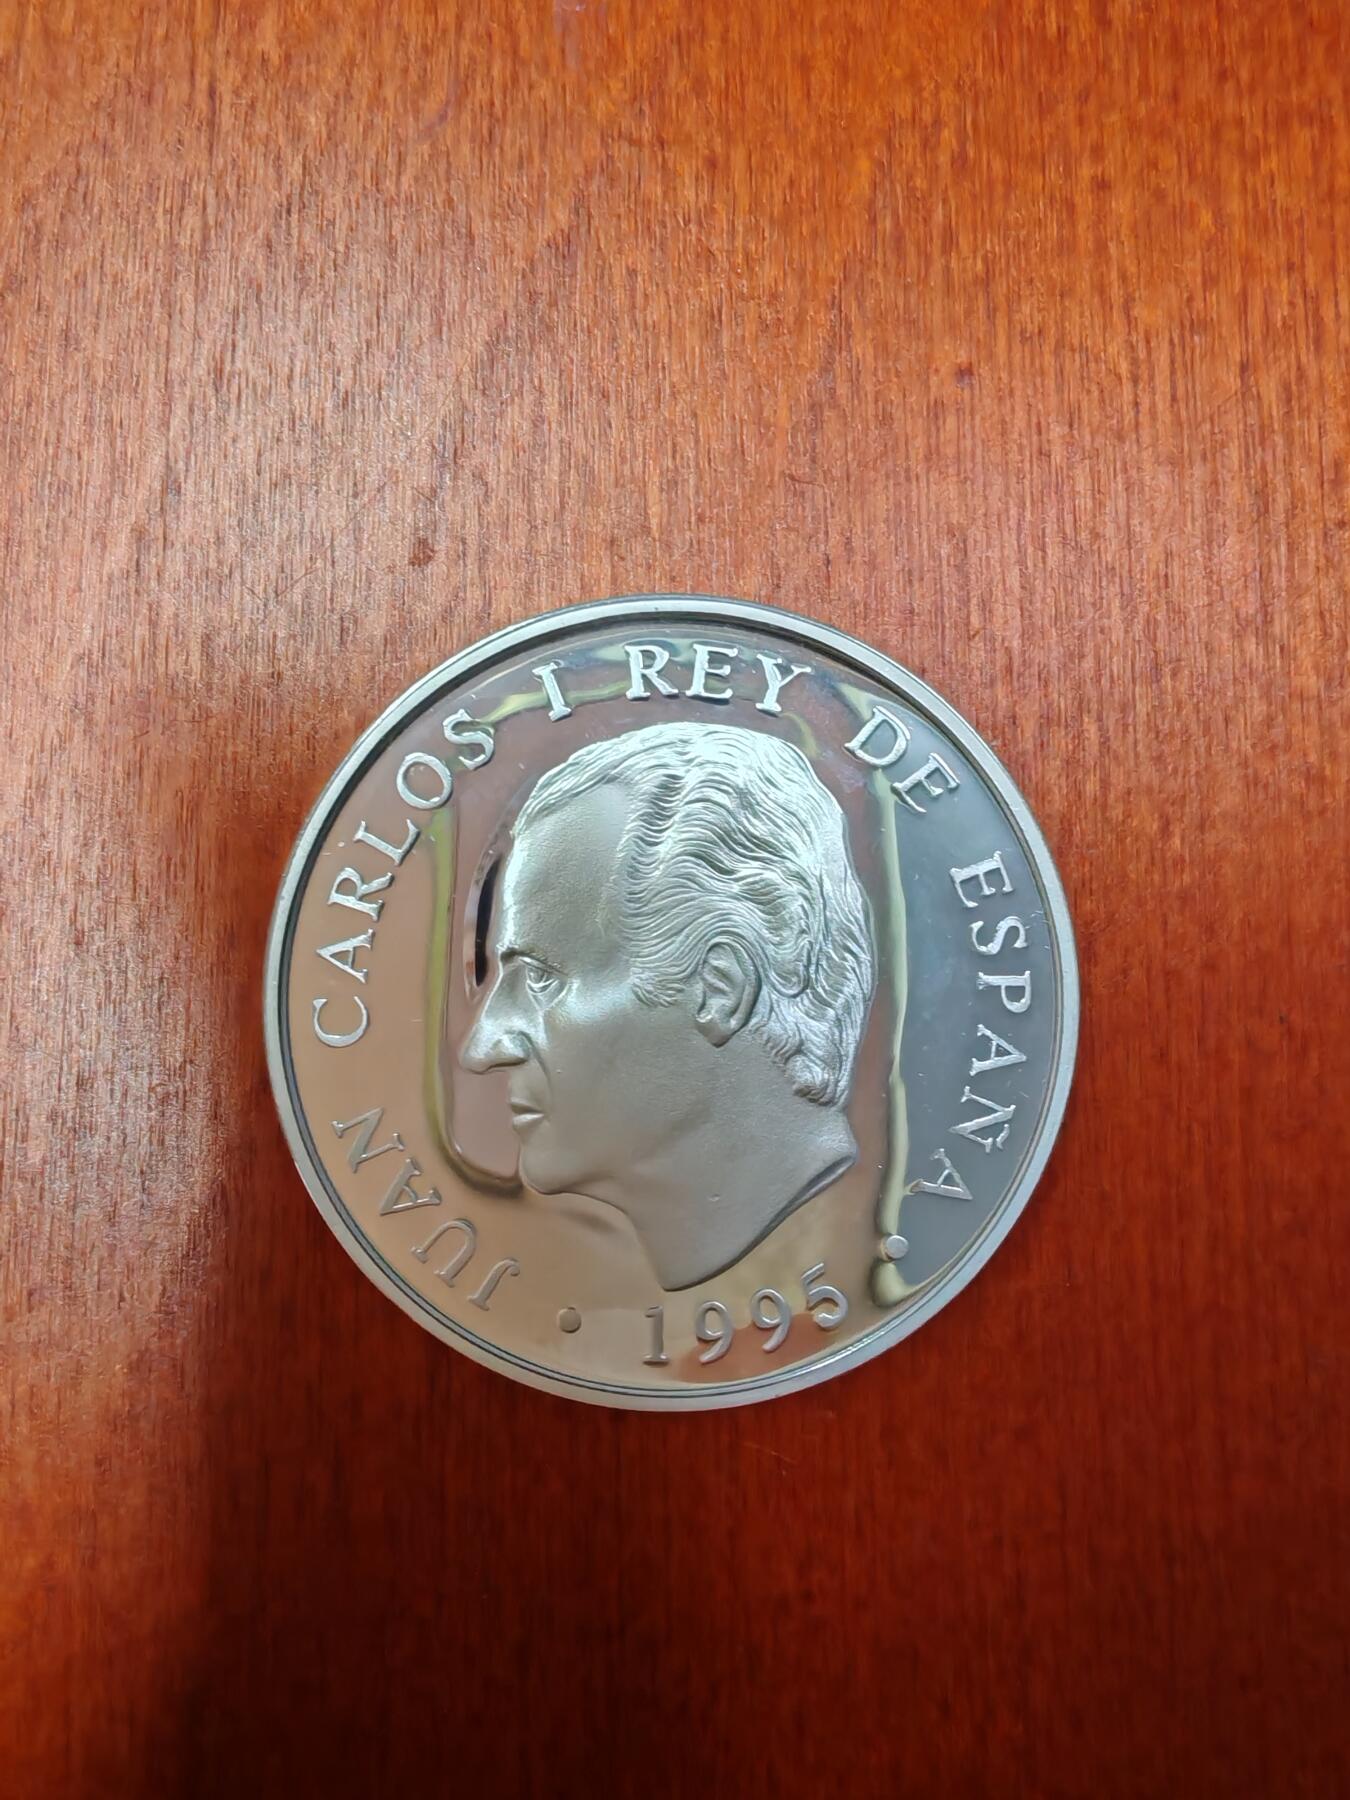 JUAN CARLOS I REY DE ESPAÑA
• 1995 •